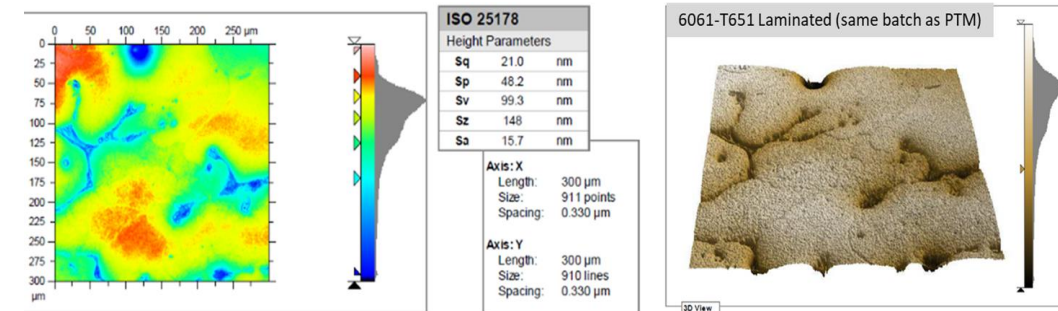 0 50 100 150 200 250 µm
0
25
50
75
100
125
150
175
200
225
250
275
300
µm
ISO 25178
Height Parameters
Sq 21.0 nm
Sp 48.2 nm
Sv 99.3 nm
Sz 148 nm
Sa 15.7 nm
Axis: X
Length: 300 µm
Size: 911 points
Spacing: 0.330 µm
Axis: Y
Length: 300 µm
Size: 910 lines
Spacing: 0.330 µm
6061-T651 Laminated (same batch as PTM)
3D View